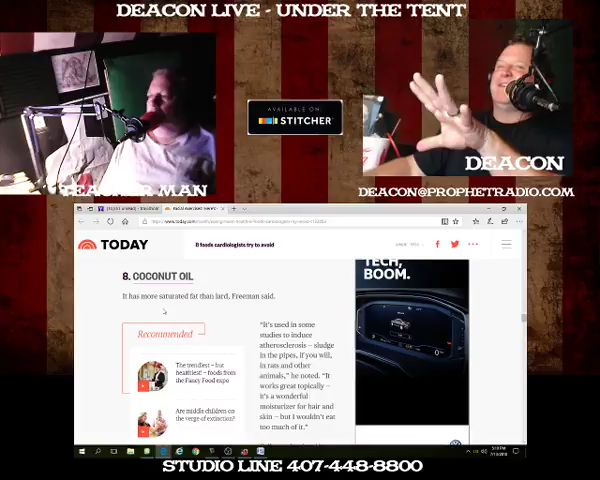 DEACON LIVE - UNDER THE TENT
AVAILABLE ON:
STITCHER
DEACON
DEACON@PROPHETRADIO.COM
MAN
TODAY
8 foods cardiologists try to avoid
8. COCONUT OIL
It has more saturated fat than lard, Freeman said.
Recommended
The trendiest — but
healthiest! — foods from
the Fancy Food expo
Are middle children on
the verge of extinction?
"It's used in some
studies to induce
atherosclerosis — sludge
in the pipes, if you will,
in rats and other
animals," he noted. "It
works great topically —
it's a wonderful
moisturizer for hair and
skin — but I wouldn't eat
too much of it."
TECH,
BOOM.
STUDIO LINE 407-448-8800